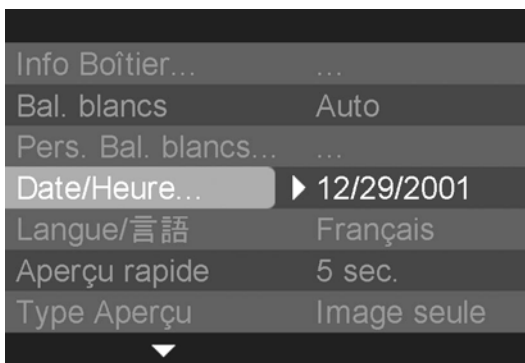 Info Boîtier... ...
Bal. blancs Auto
Pers. Bal. blancs... ...
Date/Heure... 12/29/2001
Langue/言語 Français
Aperçu rapide 5 sec.
Type Aperçu Image seule